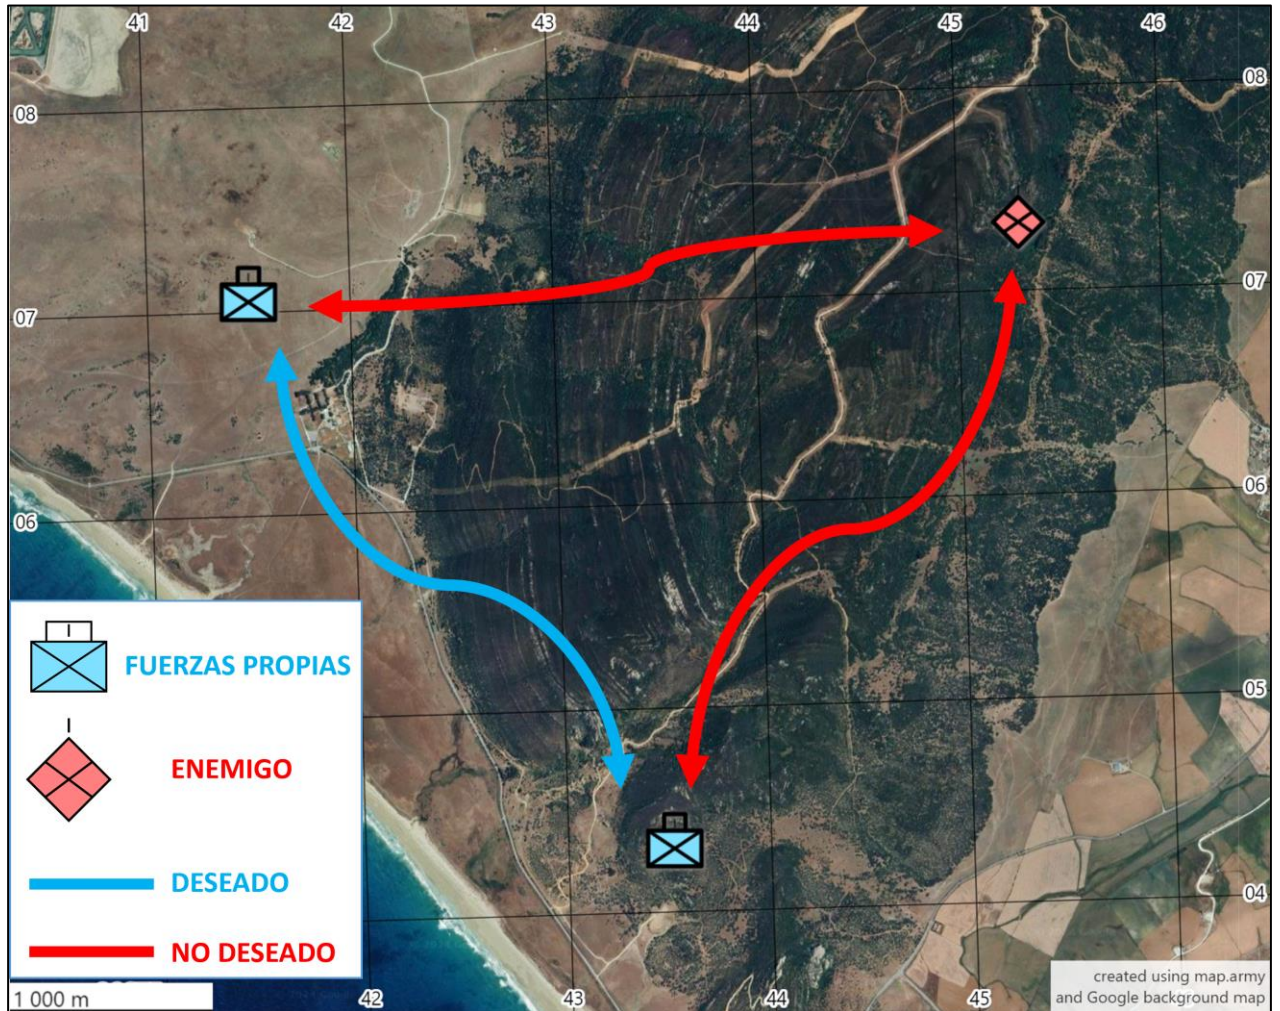 41 42 43 44 45 46
08 08
07 07
06 06
05
04
FUERZAS PROPIAS
ENEMIGO
DESEADO
NO DESEADO
1 000 m
42 43 44 45
created using map.army
and Google background map